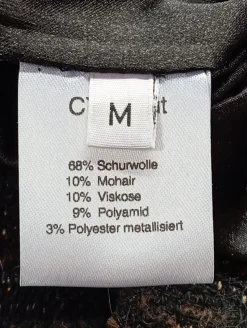 M
68% Schurwolle
10% Mohair
10% Viskose
9% Polyamid
3% Polyester metallisiert